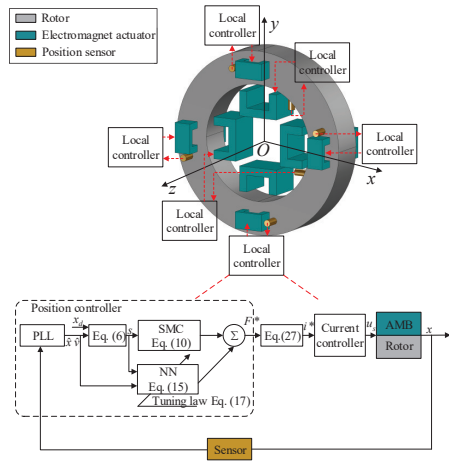 Rotor
Electromagnet actuator
Position sensor
Local
controller
y
Local
controller
Local
controller
Local
controller
O
x
z
Local
controller
Local
controller
Position controller
PLL
x_d
x̂ v̂
Eq. (6)
s
SMC
Eq. (10)
NN
Eq. (15)
Tuning law Eq. (17)
Σ
F*
Eq.(27)
i*
Current
controller
u_s
AMB
Rotor
x
Sensor